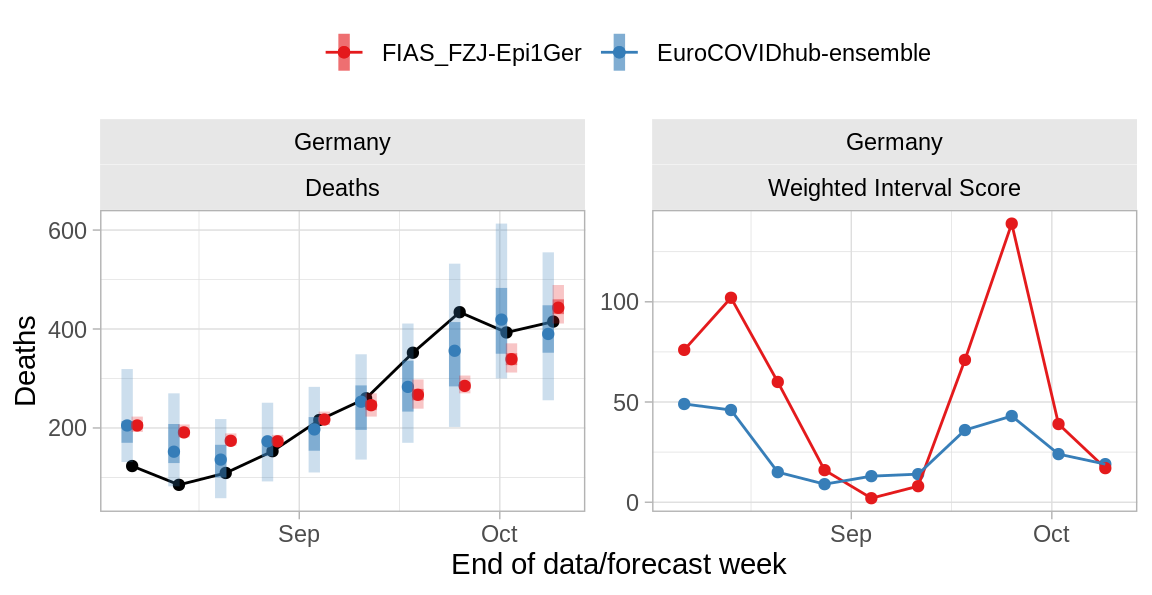 FIAS_FZJ-Epi1Ger EuroCOVIDhub-ensemble
Germany
Deaths
Deaths
600
400
200
Sep Oct
Germany
Weighted Interval Score
100
50
0
Sep Oct
End of data/forecast week